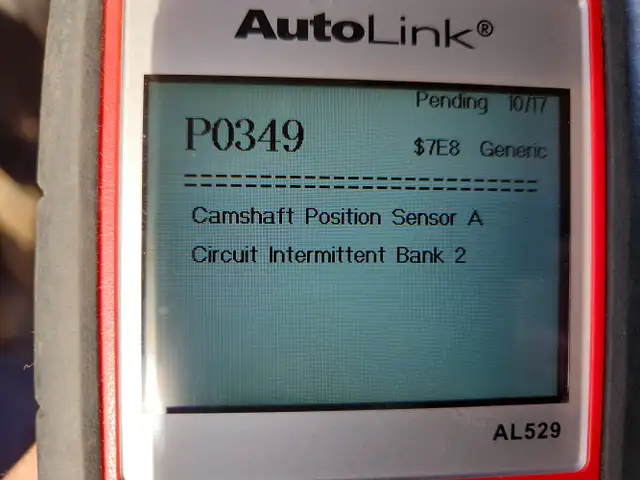 AutoLink®
Pending 10/17
P0349
$7E8 Generic
Camshaft Position Sensor A
Circuit Intermittent Bank 2
AL529